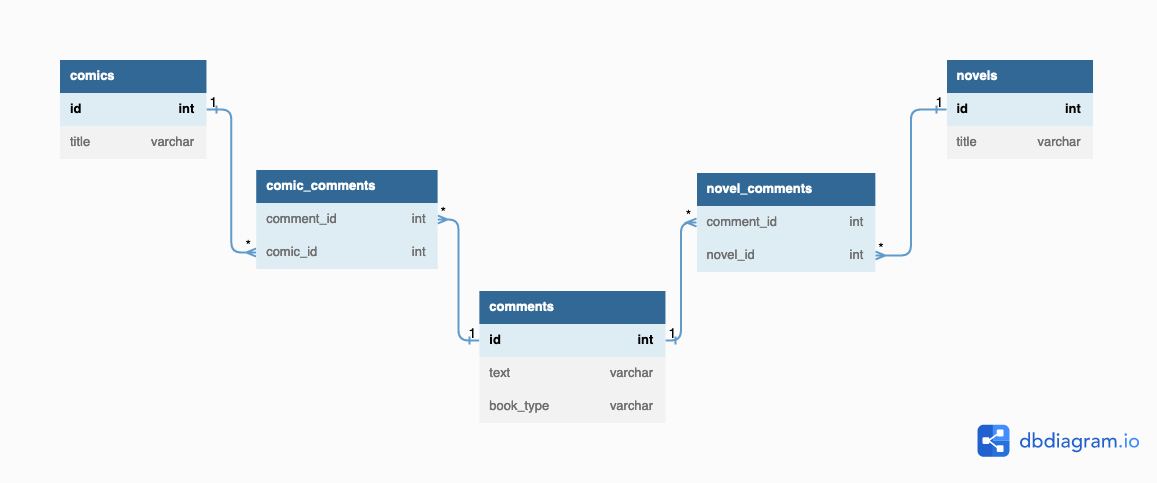 comics
id int
title varchar
novels
id int
title varchar
comic_comments
comment_id int
comic_id int
novel_comments
comment_id int
novel_id int
comments
id int
text varchar
book_type varchar
1
*
*
1
1
*
*
1
dbdiagram.io